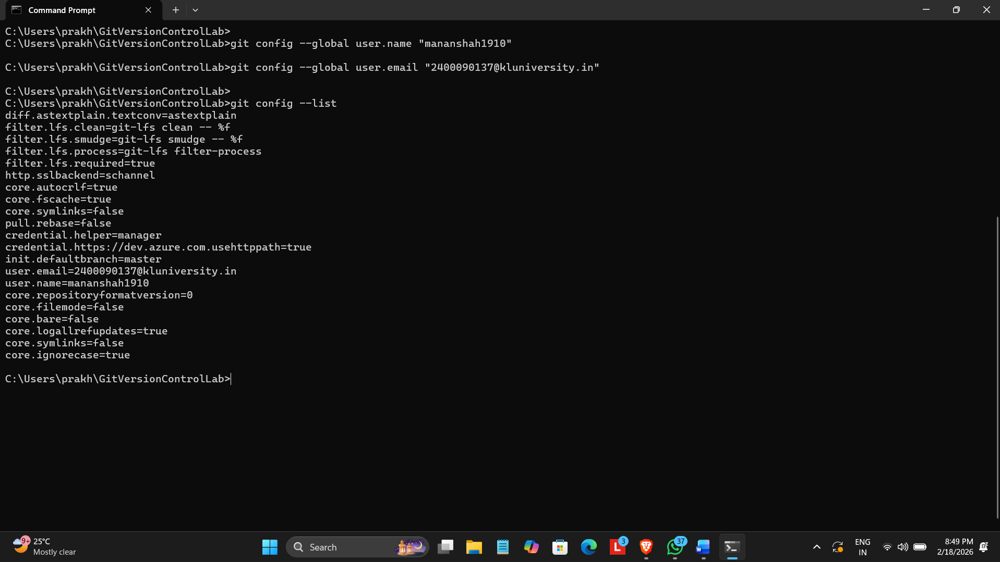 Command Prompt
C:\Users\prakh\GitVersionControlLab>
C:\Users\prakh\GitVersionControlLab>git config --global user.name "mananshah1910"
C:\Users\prakh\GitVersionControlLab>git config --global user.email "2400090137@kluniversity.in"
C:\Users\prakh\GitVersionControlLab>
C:\Users\prakh\GitVersionControlLab>git config --list
diff.astextplain.textconv=astextplain
filter.lfs.clean=git-lfs clean -- %f
filter.lfs.smudge=git-lfs smudge -- %f
filter.lfs.process=git-lfs filter-process
filter.lfs.required=true
http.sslbackend=schannel
core.autocrlf=true
core.fscache=true
core.symlinks=false
pull.rebase=false
credential.helper=manager
credential.https://dev.azure.com.usehttppath=true
init.defaultbranch=master
user.email=2400090137@kluniversity.in
user.name=mananshah1910
core.repositoryformatversion=0
core.filemode=false
core.bare=false
core.logallrefupdates=true
core.symlinks=false
core.ignorecase=true
C:\Users\prakh\GitVersionControlLab>
9+
25°C
Mostly clear
Search
L
3
37
W
ENG
IN
8:49 PM
2/18/2026